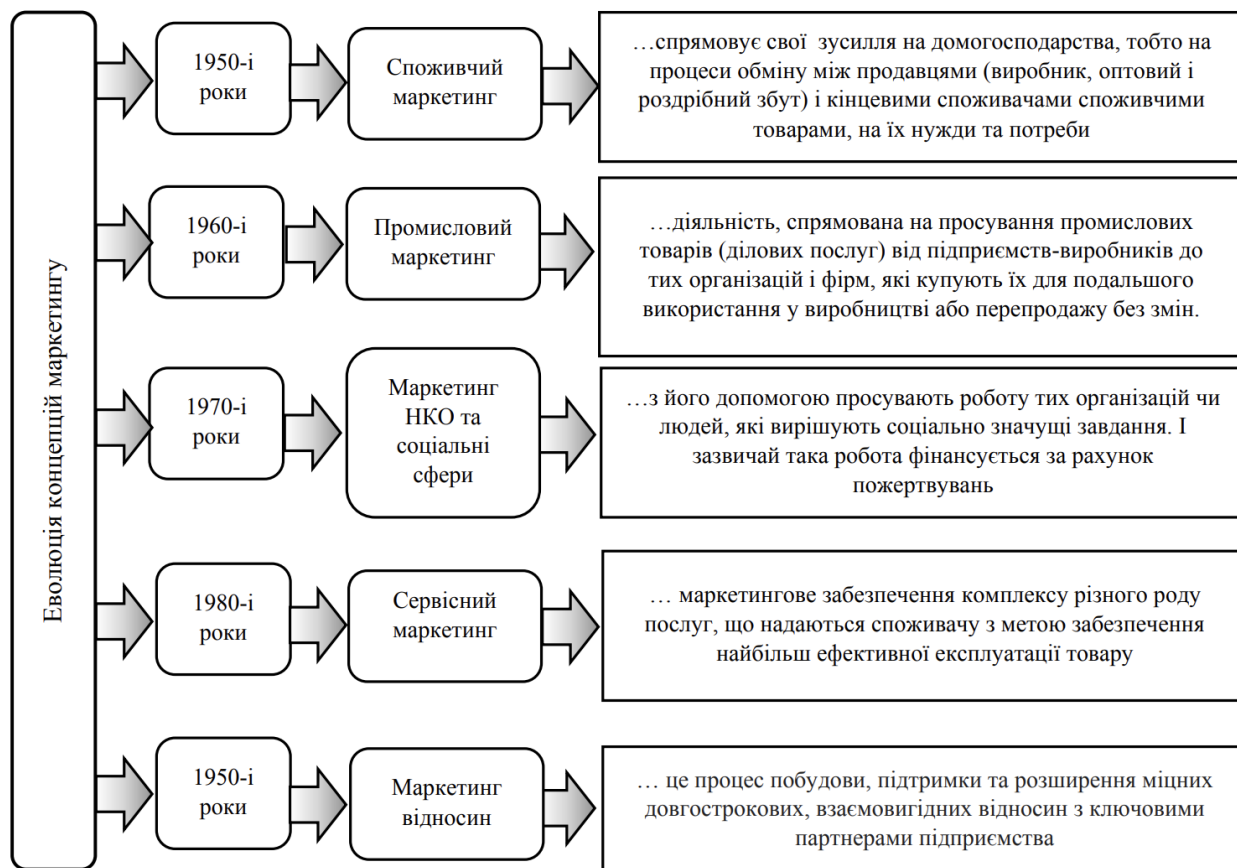 Еволюція концепцій маркетингу
1950-і
роки
Споживчий
маркетинг
…спрямовує свої зусилля на домогосподарства, тобто на
процеси обміну між продавцями (виробник, оптовий і
роздрібний збут) і кінцевими споживачами споживчими
товарами, на їх нужди та потреби
1960-і
роки
Промисловий
маркетинг
…діяльність, спрямована на просування промислових
товарів (ділових послуг) від підприємств-виробників до
тих організацій і фірм, які купують їх для подальшого
використання у виробництві або перепродажу без змін.
1970-і
роки
Маркетинг
НКО та
соціальні
сфери
…з його допомогою просувають роботу тих організацій чи
людей, які вирішують соціально значущі завдання. І
зазвичай така робота фінансується за рахунок
пожертвувань
1980-і
роки
Сервісний
маркетинг
… маркетингове забезпечення комплексу різного роду
послуг, що надаються споживачу з метою забезпечення
найбільш ефективної експлуатації товару
1950-і
роки
Маркетинг
відносин
… це процес побудови, підтримки та розширення міцних
довгострокових, взаємовигідних відносин з ключовими
партнерами підприємства